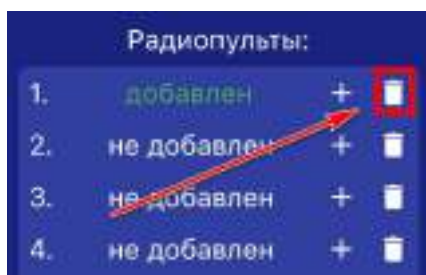 Радиопульты:
1. добавлен +
2. не добавлен +
3. не добавлен +
4. не добавлен +